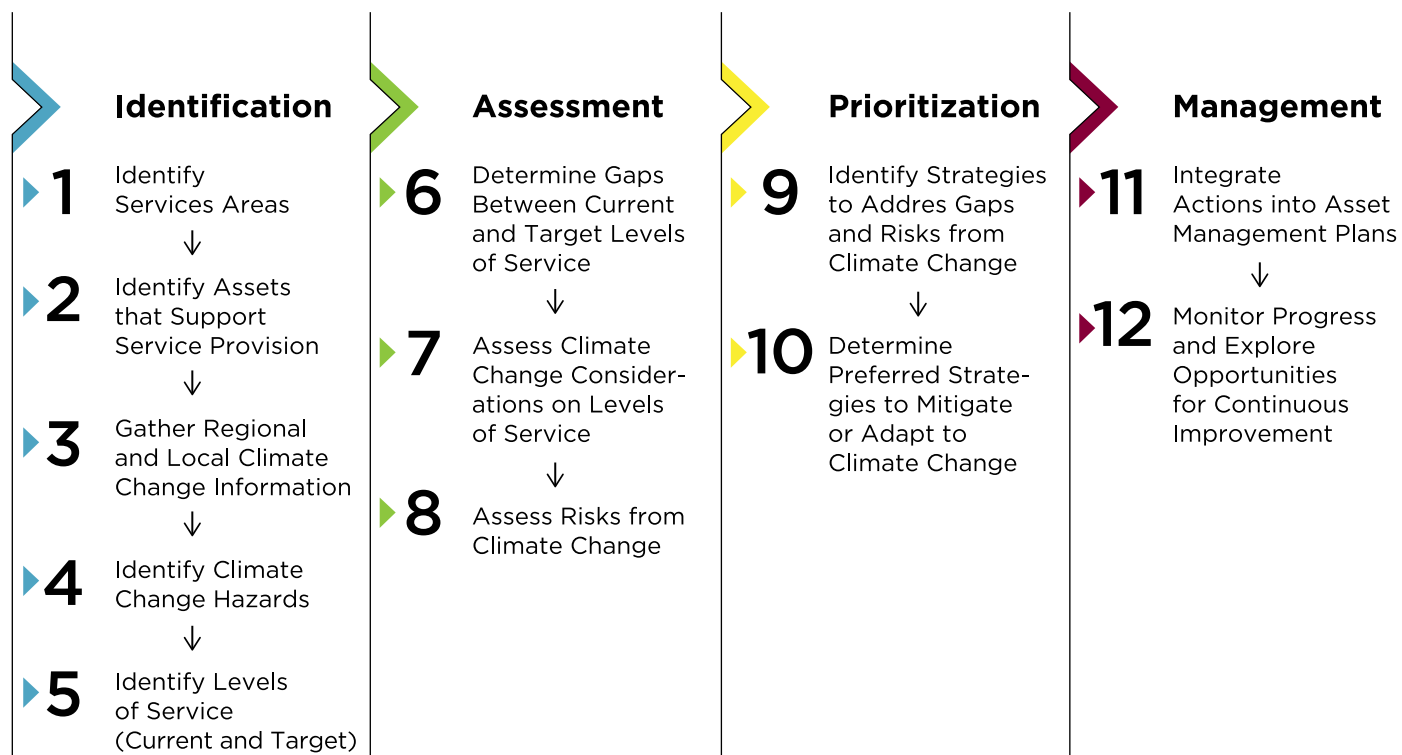 Identification
1
Identify
Services Areas
2
Identify Assets
that Support
Service Provision
3
Gather Regional
and Local Climate
Change Information
4
Identify Climate
Change Hazards
5
Identify Levels
of Service
(Current and Target)
Assessment
6
Determine Gaps
Between Current
and Target Levels
of Service
7
Assess Climate
Change Consider-
ations on Levels
of Service
8
Assess Risks from
Climate Change
Prioritization
9
Identify Strategies
to Addres Gaps
and Risks from
Climate Change
10
Determine
Preferred Strate-
gies to Mitigate
or Adapt to
Climate Change
Management
11
Integrate
Actions into Asset
Management Plans
12
Monitor Progress
and Explore
Opportunities
for Continuous
Improvement